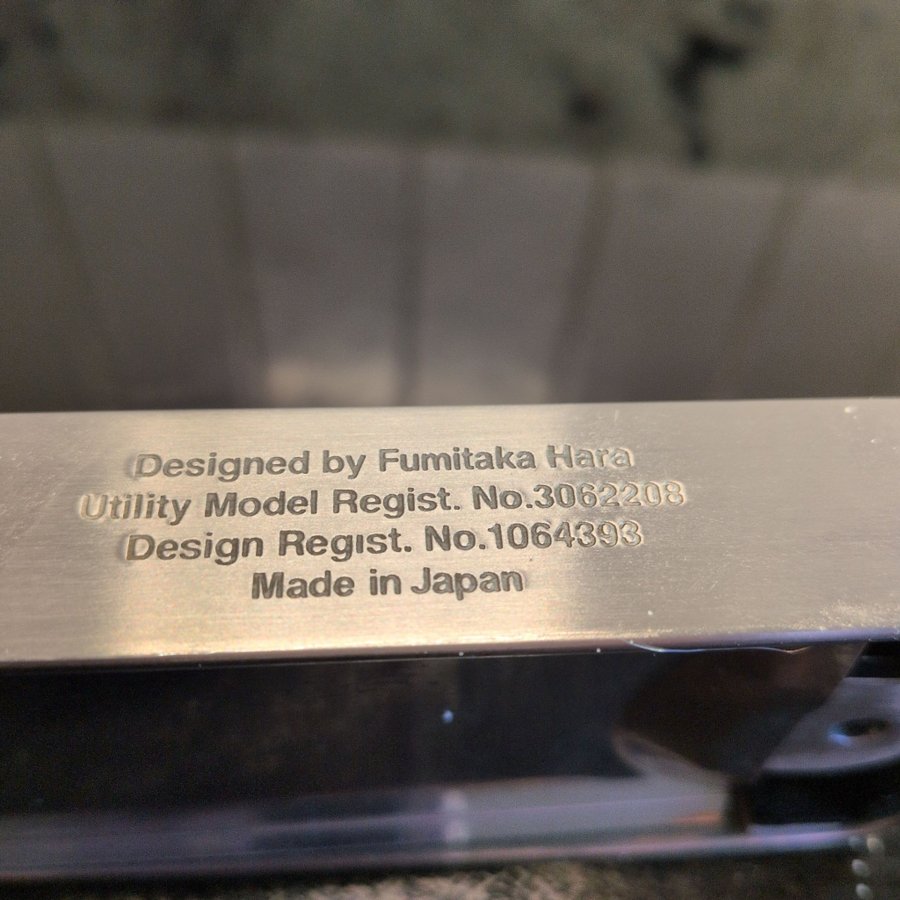 Designed by Fumitaka Hara
Utility Model Regist. No.3062208
Design Regist. No.1064393
Made in Japan